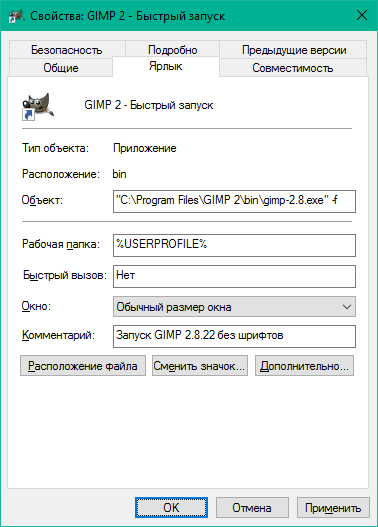 Свойства: GIMP 2 - Быстрый запуск
Безопасность Подробно Предыдущие версии
Общие Ярлык Совместимость
GIMP 2 - Быстрый запуск
Тип объекта: Приложение
Расположение: bin
Объект: "C:\Program Files\GIMP 2\bin\gimp-2.8.exe" -f
Рабочая папка: %USERPROFILE%
Быстрый вызов: Нет
Окно: Обычный размер окна
Комментарий: Запуск GIMP 2.8.22 без шрифтов
Расположение файла Сменить значок... Дополнительно...
OK Отмена Применить